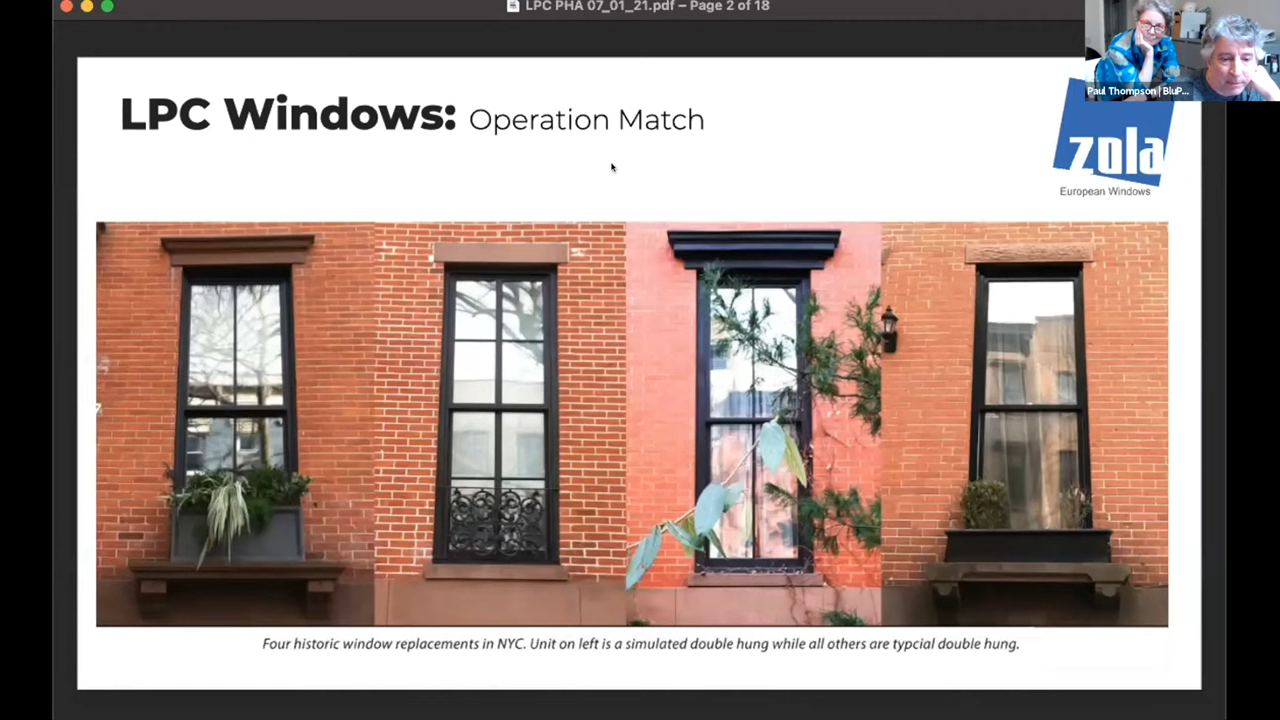 LPC PHA 07_01_21.pdf – Page 2 of 18
Paul Thompson | BluP...
LPC Windows: Operation Match
zola
European Windows
Four historic window replacements in NYC. Unit on left is a simulated double hung while all others are typcial double hung.